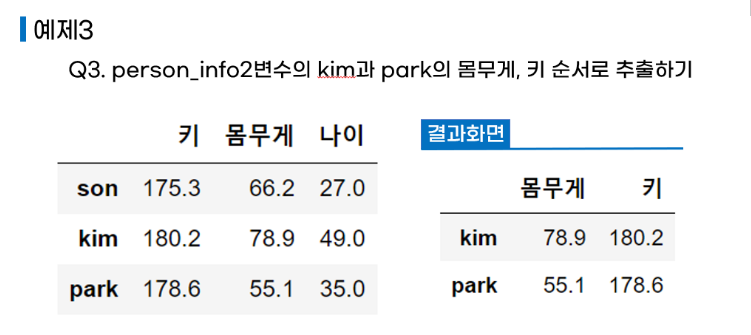 예제3
Q3. person_info2변수의 kim과 park의 몸무게, 키 순서로 추출하기
키 몸무게 나이
son 175.3 66.2 27.0
kim 180.2 78.9 49.0
park 178.6 55.1 35.0
결과화면
몸무게 키
kim 78.9 180.2
park 55.1 178.6